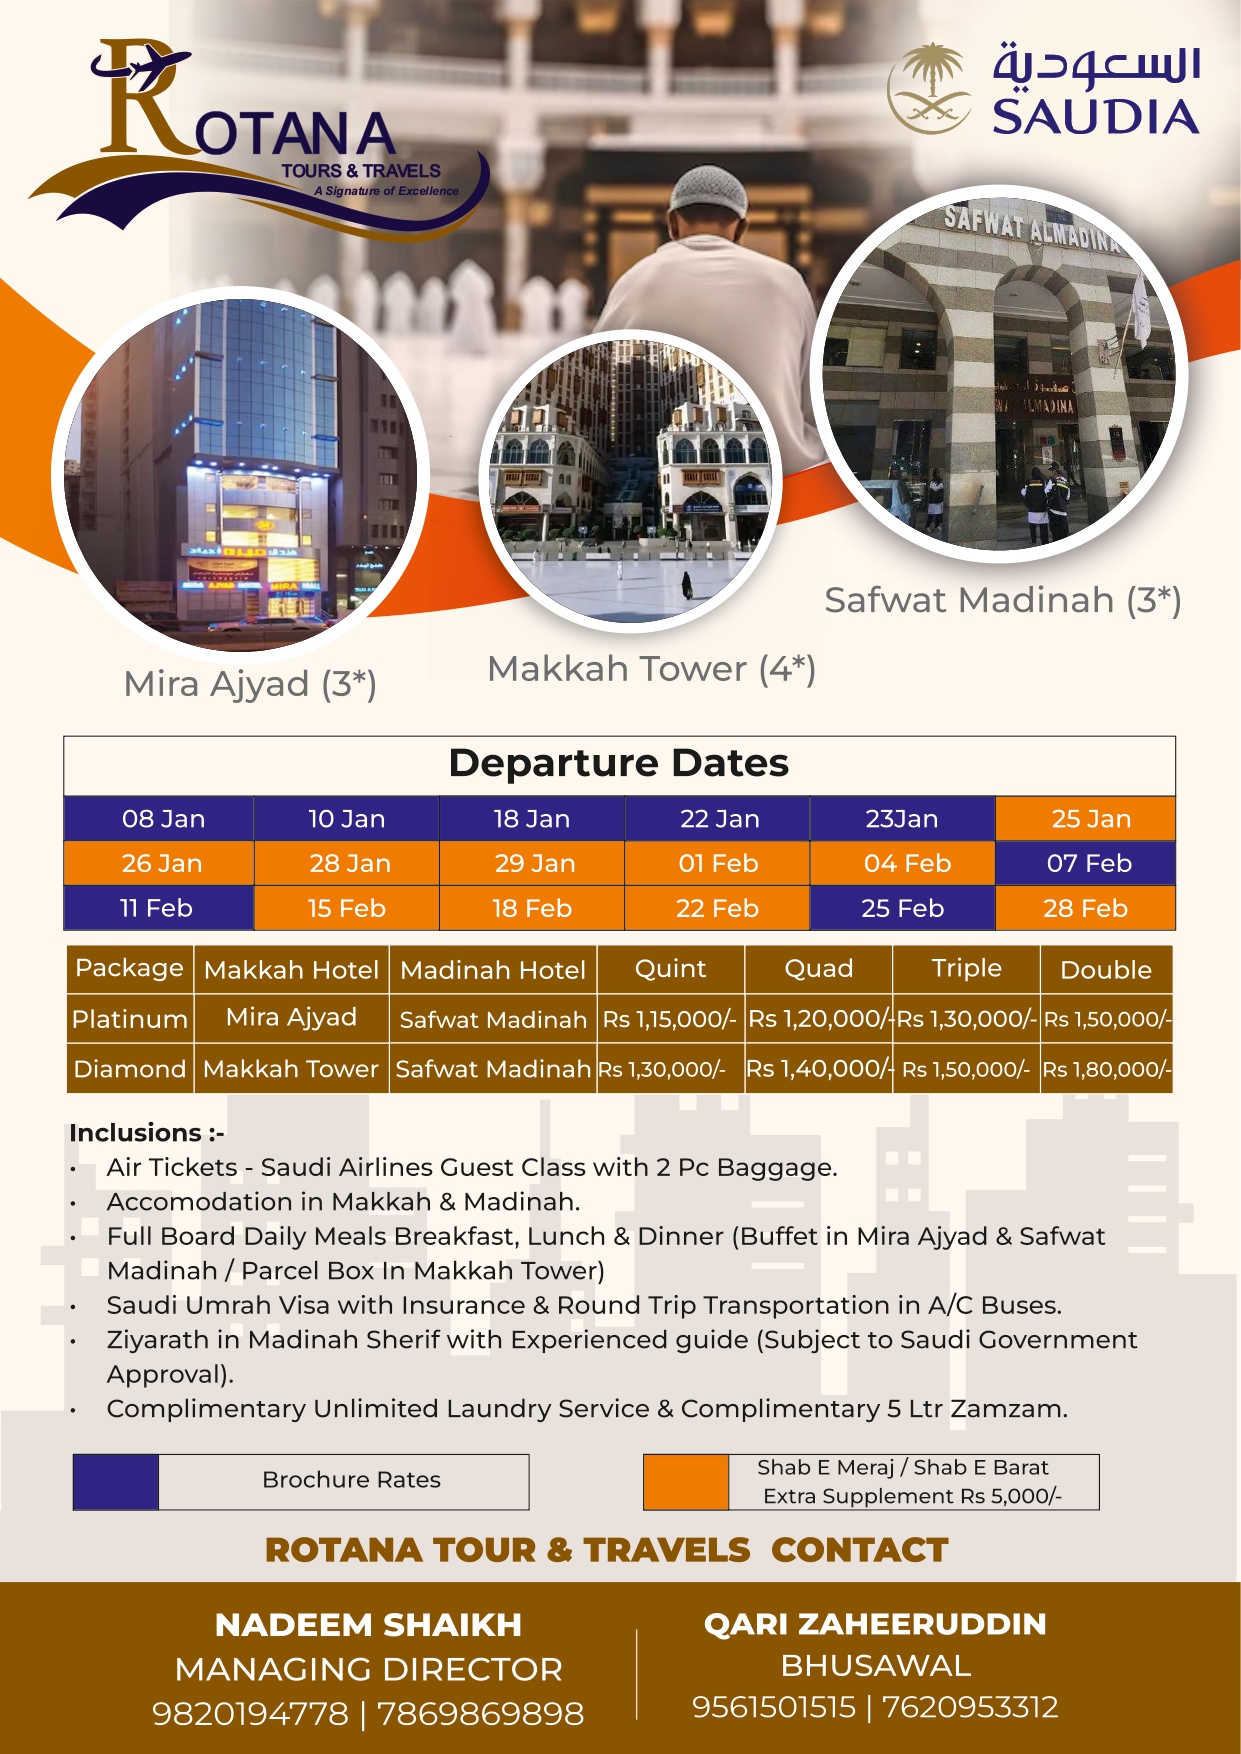 ROTANA
TOURS & TRAVELS
A Signature of Excellence
السعودية
SAUDIA
SAFWAT ALMADINA
فندق ميرة أجياد
MIRA AJYAD HOTEL
MIRA MALL
ALMADINA
Safwat Madinah (3*)
Makkah Tower (4*)
Mira Ajyad (3*)
Departure Dates
08 Jan 10 Jan 18 Jan 22 Jan 23Jan 25 Jan
26 Jan 28 Jan 29 Jan 01 Feb 04 Feb 07 Feb
11 Feb 15 Feb 18 Feb 22 Feb 25 Feb 28 Feb
Package Makkah Hotel Madinah Hotel Quint Quad Triple Double
Platinum Mira Ajyad Safwat Madinah Rs 1,15,000/- Rs 1,20,000/- Rs 1,30,000/- Rs 1,50,000/-
Diamond Makkah Tower Safwat Madinah Rs 1,30,000/- Rs 1,40,000/- Rs 1,50,000/- Rs 1,80,000/-
Inclusions :-
• Air Tickets - Saudi Airlines Guest Class with 2 Pc Baggage.
• Accomodation in Makkah & Madinah.
• Full Board Daily Meals Breakfast, Lunch & Dinner (Buffet in Mira Ajyad & Safwat
Madinah / Parcel Box In Makkah Tower)
• Saudi Umrah Visa with Insurance & Round Trip Transportation in A/C Buses.
• Ziyarath in Madinah Sherif with Experienced guide (Subject to Saudi Government
Approval).
• Complimentary Unlimited Laundry Service & Complimentary 5 Ltr Zamzam.
Brochure Rates
Shab E Meraj / Shab E Barat
Extra Supplement Rs 5,000/-
ROTANA TOUR & TRAVELS CONTACT
NADEEM SHAIKH
MANAGING DIRECTOR
9820194778 | 7869869898
QARI ZAHEERUDDIN
BHUSAWAL
9561501515 | 7620953312